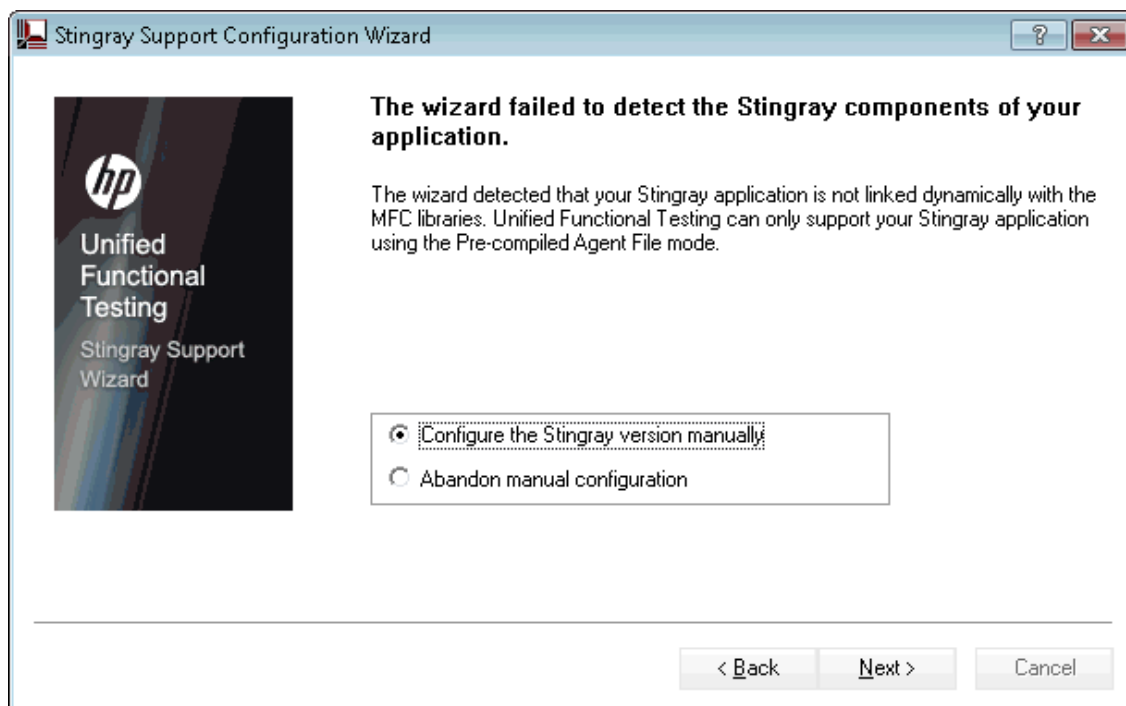 Stingray Support Configuration Wizard
?
The wizard failed to detect the Stingray components of your
application.
The wizard detected that your Stingray application is not linked dynamically with the
MFC libraries. Unified Functional Testing can only support your Stingray application
using the Pre-compiled Agent File mode.
hp
Unified
Functional
Testing
Stingray Support
Wizard
Configure the Stingray version manually
Abandon manual configuration
< Back
Next >
Cancel